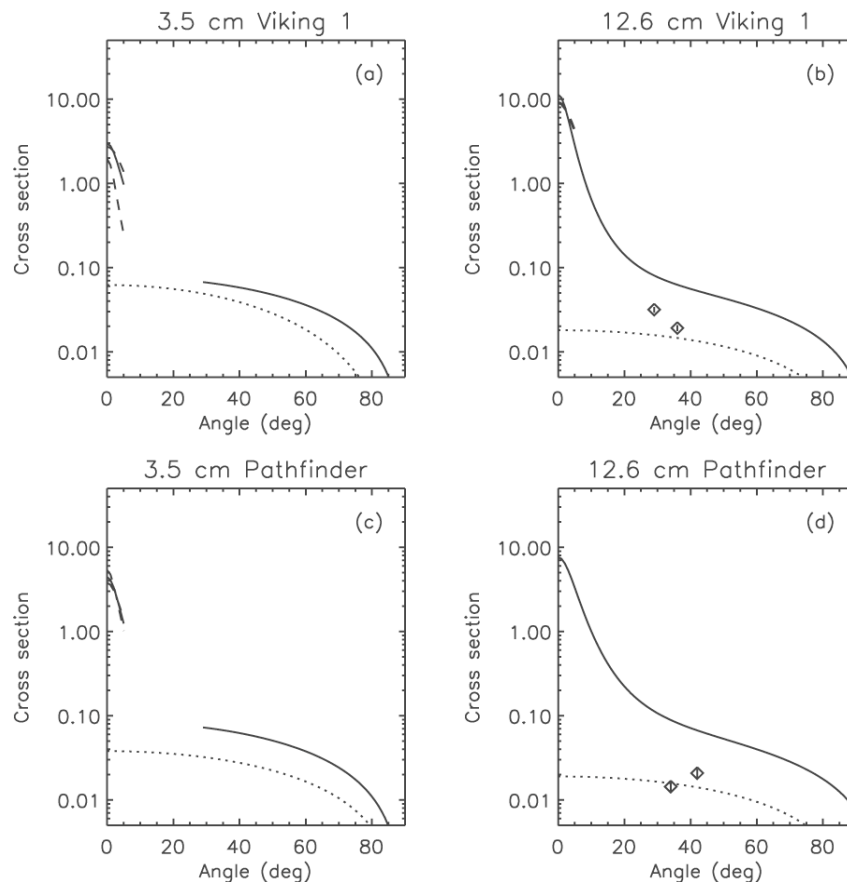 3.5 cm Viking 1
(a)
10.00
1.00
0.10
0.01
Cross section
0 20 40 60 80
Angle (deg)
12.6 cm Viking 1
(b)
10.00
1.00
0.10
0.01
Cross section
0 20 40 60 80
Angle (deg)
3.5 cm Pathfinder
(c)
10.00
1.00
0.10
0.01
Cross section
0 20 40 60 80
Angle (deg)
12.6 cm Pathfinder
(d)
10.00
1.00
0.10
0.01
Cross section
0 20 40 60 80
Angle (deg)